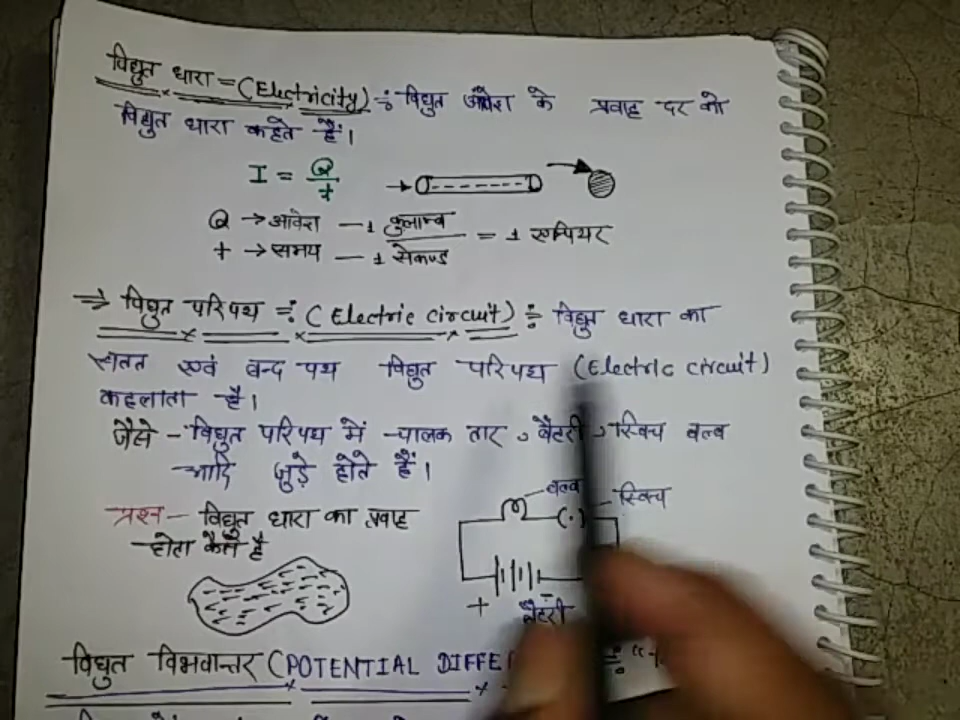 विद्युत धारा = (Electricity) ÷ विद्युत आवेश के प्रवाह दर को
विद्युत धारा कहते हैं।
I = Q/t
Q → आवेश — 1 कुलाम्ब
t → समय — 1 सेकण्ड = 1 एम्पियर
⇒ विद्युत परिपथ ÷ (Electric circuit) ÷ विद्युत धारा का
सतत एवं बन्द पथ विद्युत परिपथ (Electric circuit)
कहलाता है।
जैसे - विद्युत परिपथ में चालक तार, बैटरी, स्विच बल्ब
आदि जुड़े होते हैं।
प्रश्न - विद्युत धारा का प्रवाह
होता कैसे है
बल्ब स्विच
(·)
+ −
बैटरी
विद्युत विभवान्तर (POTENTIAL DIFFE